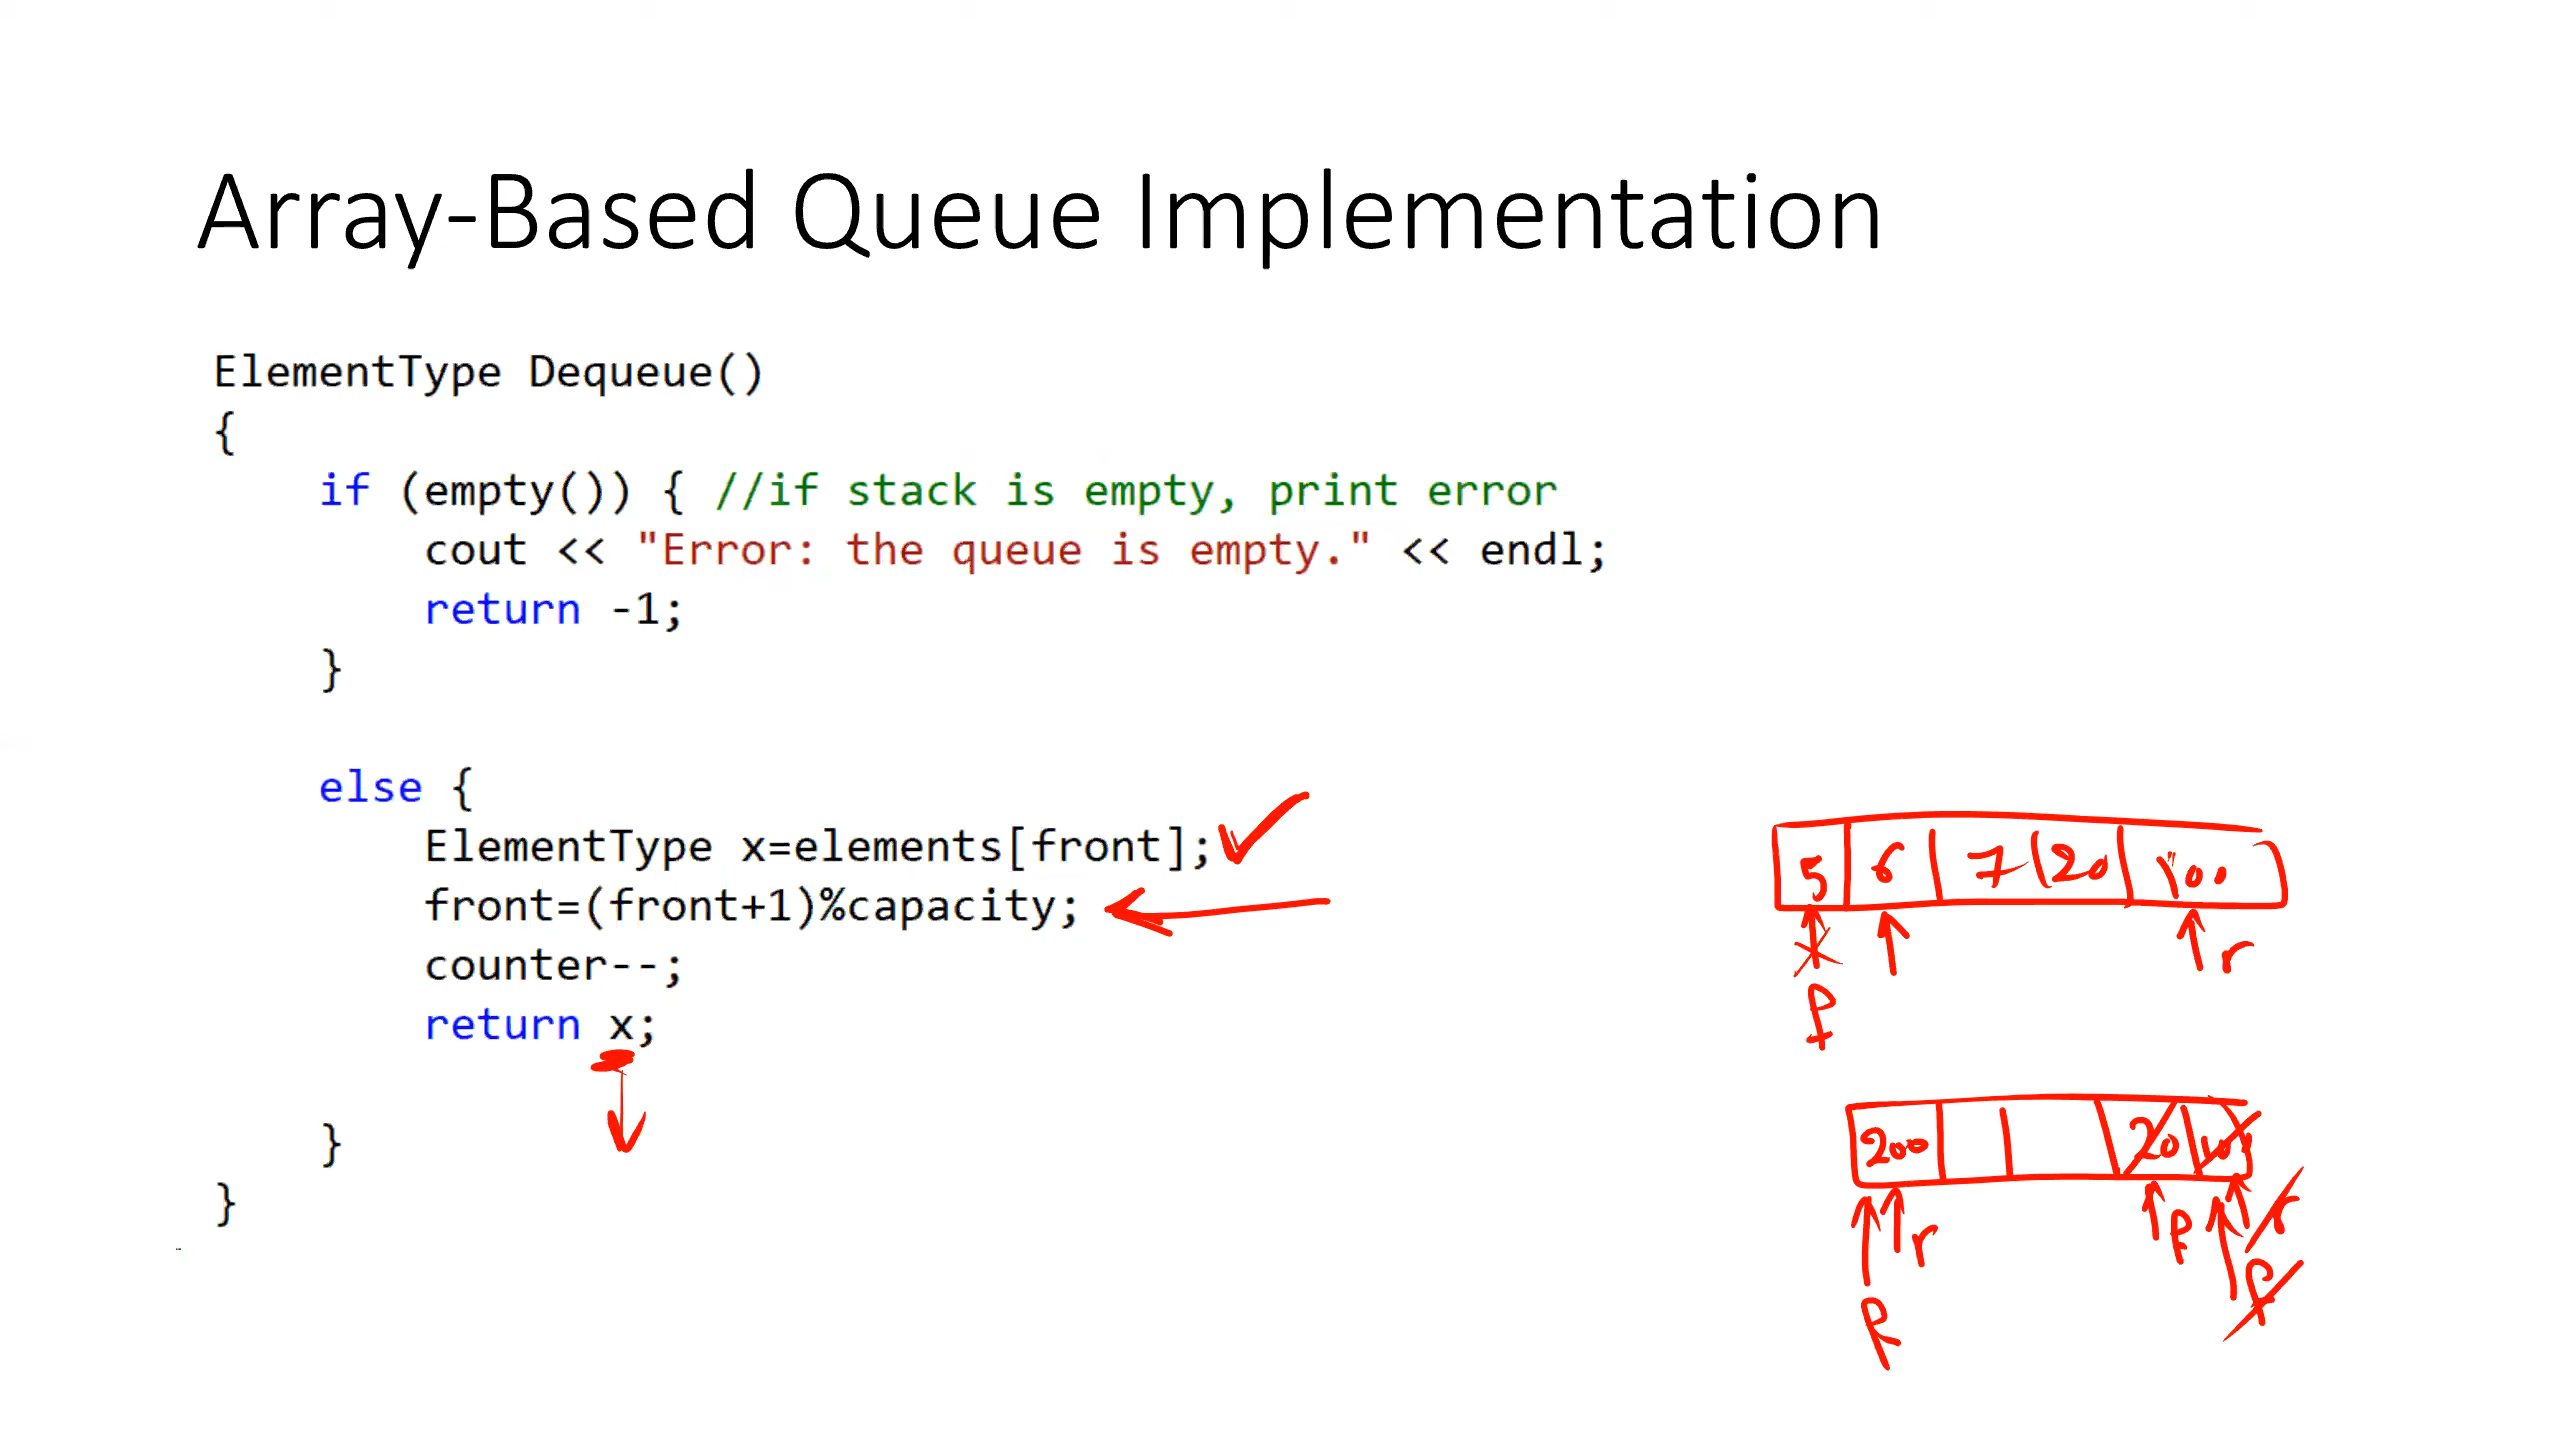 Array-Based Queue Implementation
ElementType Dequeue()
{
if (empty()) { //if stack is empty, print error
cout << "Error: the queue is empty." << endl;
return -1;
}
else {
ElementType x=elements[front];
front=(front+1)%capacity;
counter--;
return x;
}
}
5 6 7 20 100
r
f
200 20
r f r
f f